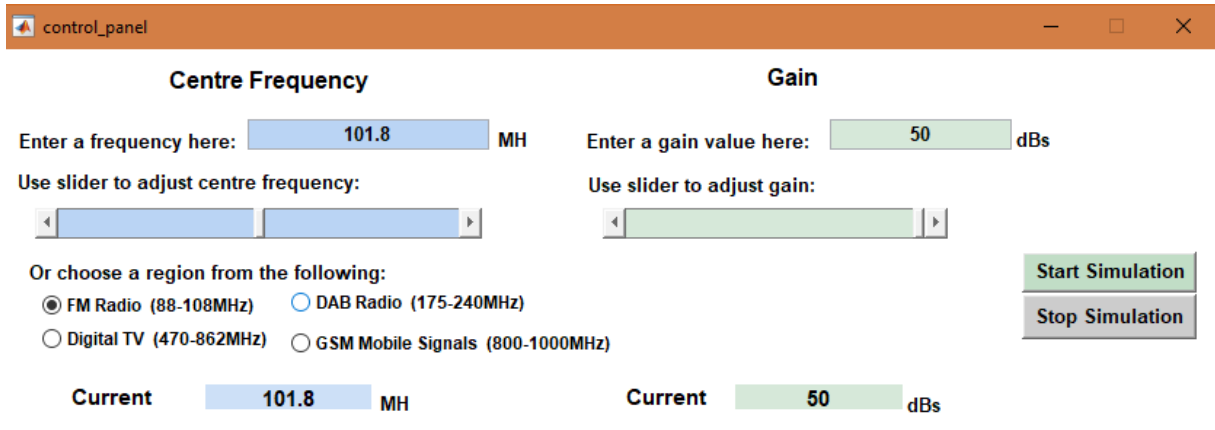 control_panel
Centre Frequency
Gain
Enter a frequency here: 101.8 MH
Enter a gain value here: 50 dBs
Use slider to adjust centre frequency:
Use slider to adjust gain:
Or choose a region from the following:
FM Radio (88-108MHz)
DAB Radio (175-240MHz)
Digital TV (470-862MHz)
GSM Mobile Signals (800-1000MHz)
Start Simulation
Stop Simulation
Current 101.8 MH
Current 50 dBs